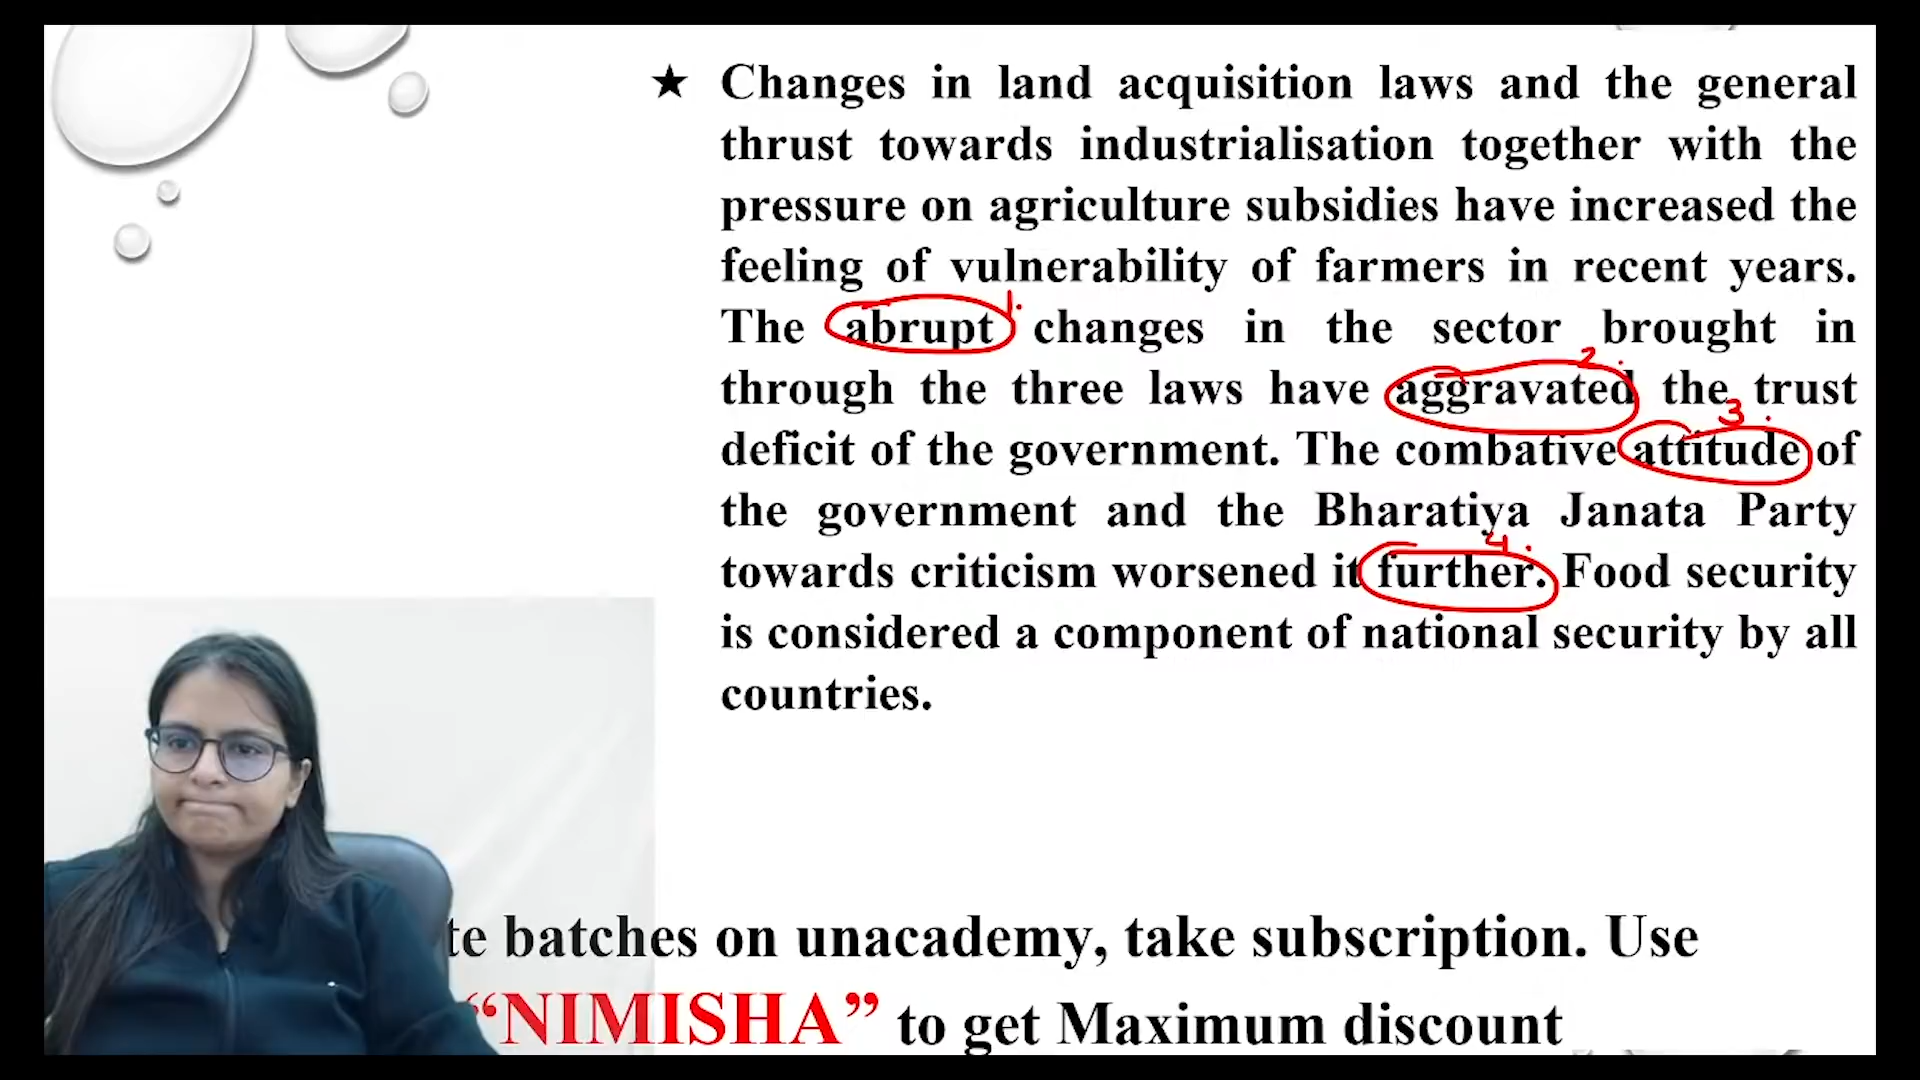 ★ Changes in land acquisition laws and the general
thrust towards industrialisation together with the
pressure on agriculture subsidies have increased the
feeling of vulnerability of farmers in recent years.
1.
The abrupt changes in the sector brought in
2.
through the three laws have aggravated the trust
3.
deficit of the government. The combative attitude of
the government and the Bharatiya Janata Party
4.
towards criticism worsened it further. Food security
is considered a component of national security by all
countries.
te batches on unacademy, take subscription. Use
“NIMISHA” to get Maximum discount